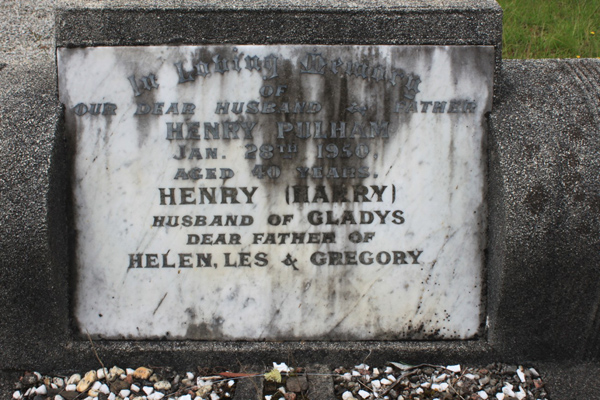 In Loving Memory
OF
OUR DEAR HUSBAND & FATHER
HENRY PULHAM
JAN. 28TH 1950
AGED 40 YEARS.
HENRY (HARRY)
HUSBAND OF GLADYS
DEAR FATHER OF
HELEN, LES & GREGORY